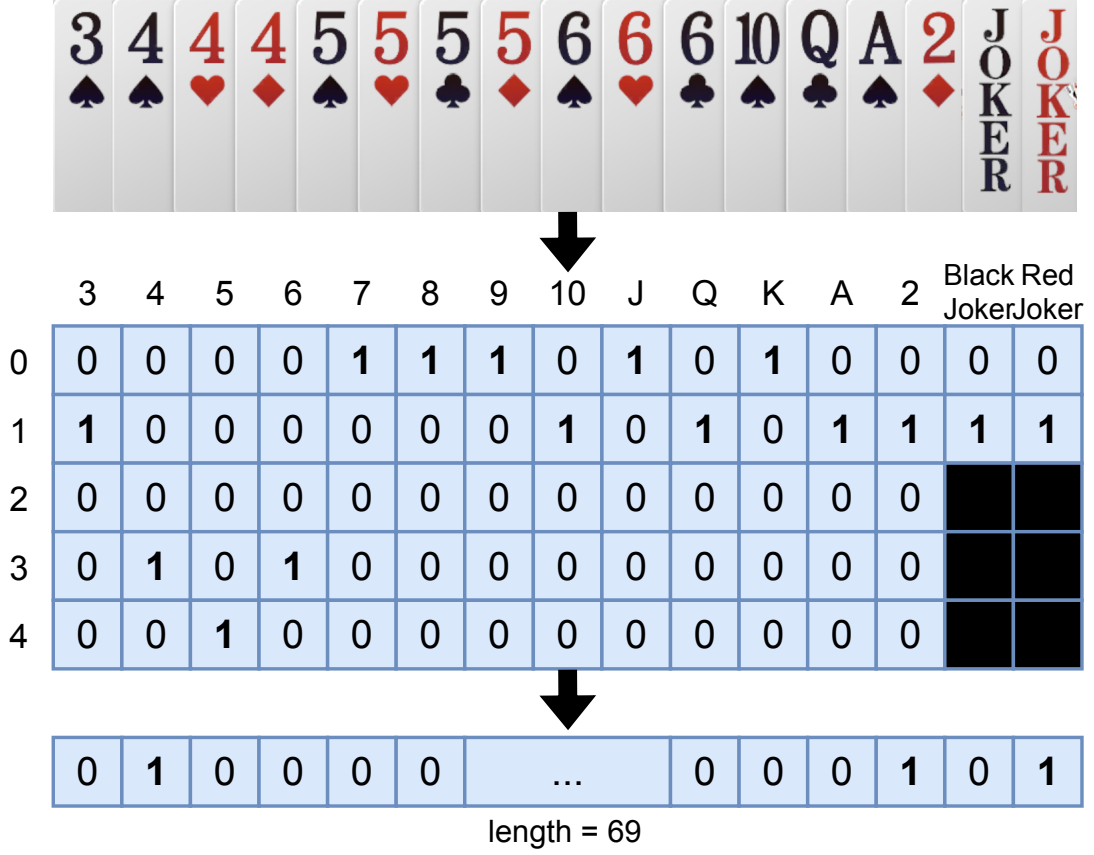 3 4 4 4 5 5 5 5 6 6 6 10 Q A 2 JOKER JOKER
3 4 5 6 7 8 9 10 J Q K A 2 Black Joker Red Joker
0 0 0 0 0 1 1 1 0 1 0 1 0 0 0 0
1 1 0 0 0 0 0 0 1 0 1 0 1 1 1 1
2 0 0 0 0 0 0 0 0 0 0 0 0 0
3 0 1 0 1 0 0 0 0 0 0 0 0 0
4 0 0 1 0 0 0 0 0 0 0 0 0 0
0 1 0 0 0 0 ... 0 0 0 1 0 1
length = 69